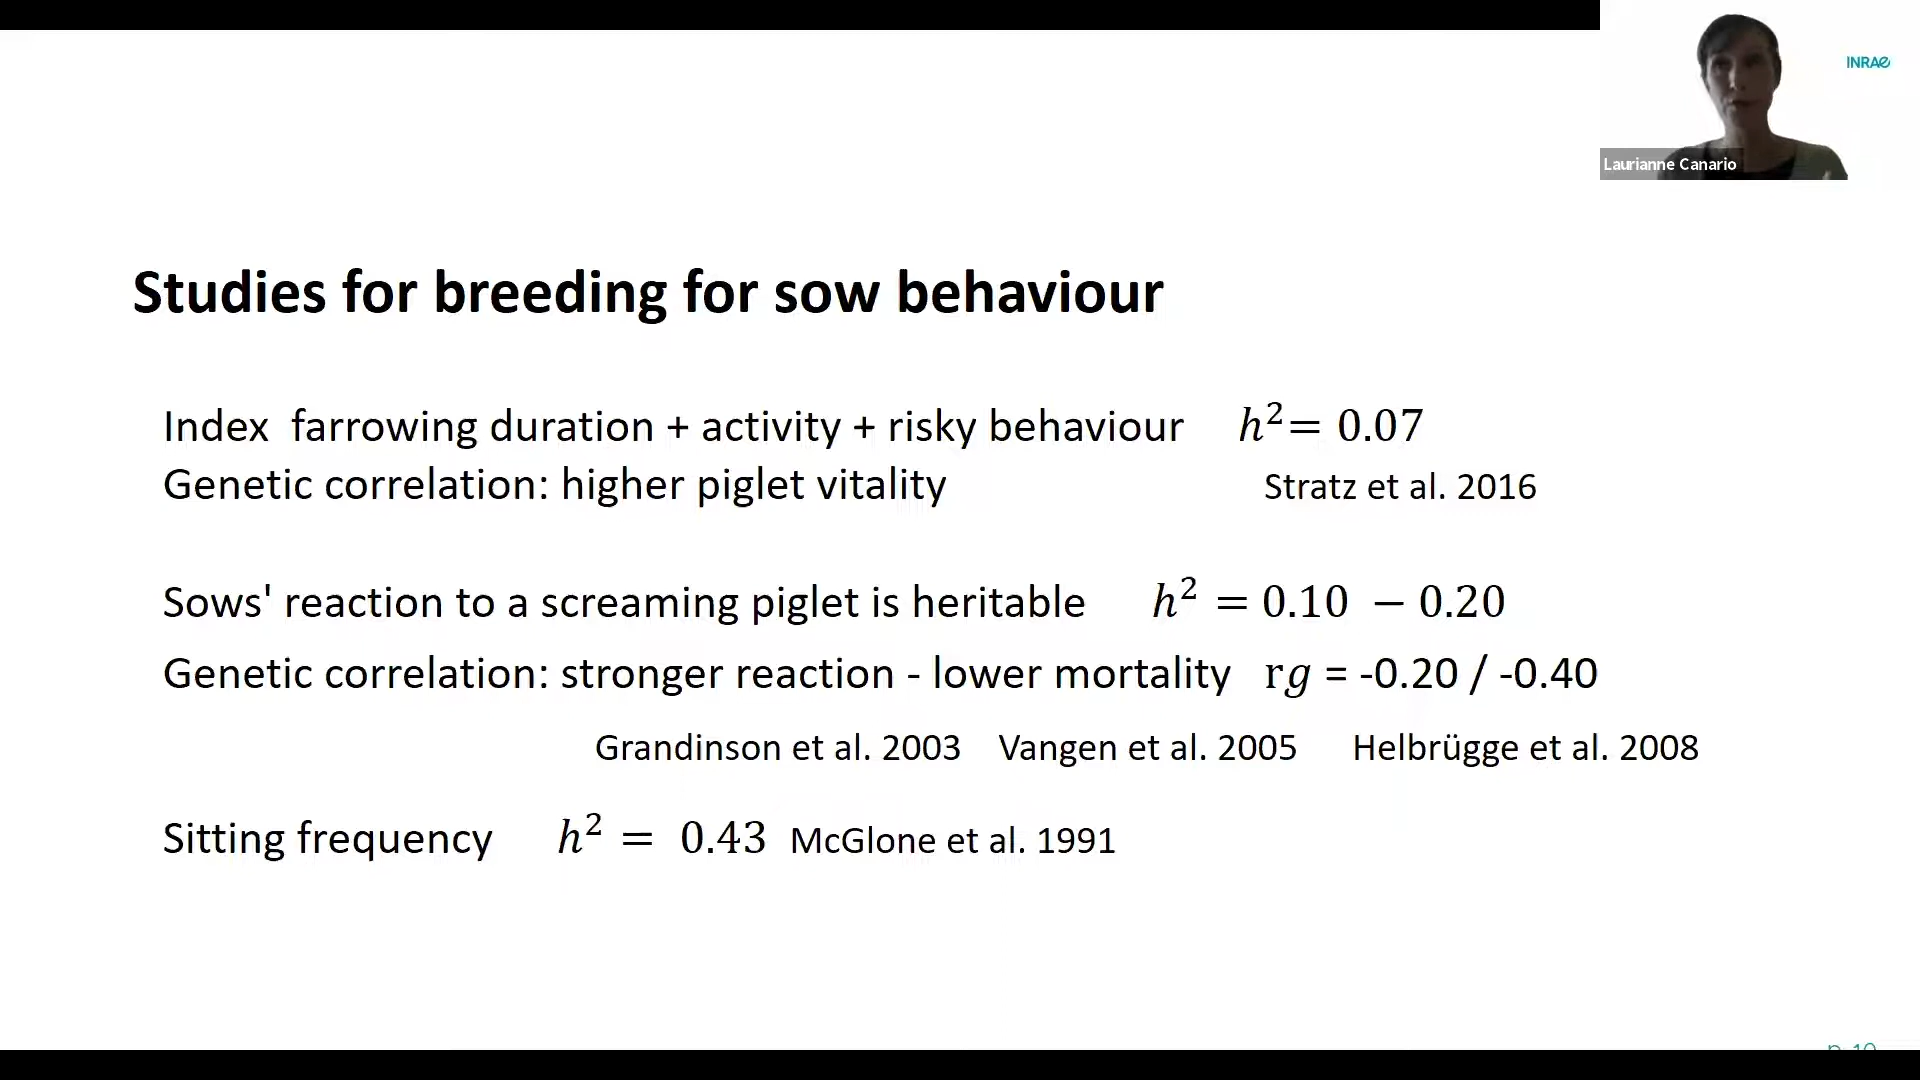 INRAE
Laurianne Canario
Studies for breeding for sow behaviour
Index farrowing duration + activity + risky behaviour h²= 0.07
Genetic correlation: higher piglet vitality Stratz et al. 2016
Sows' reaction to a screaming piglet is heritable h² = 0.10 – 0.20
Genetic correlation: stronger reaction - lower mortality rg = -0.20 / -0.40
Grandinson et al. 2003 Vangen et al. 2005 Helbrügge et al. 2008
Sitting frequency h² = 0.43 McGlone et al. 1991